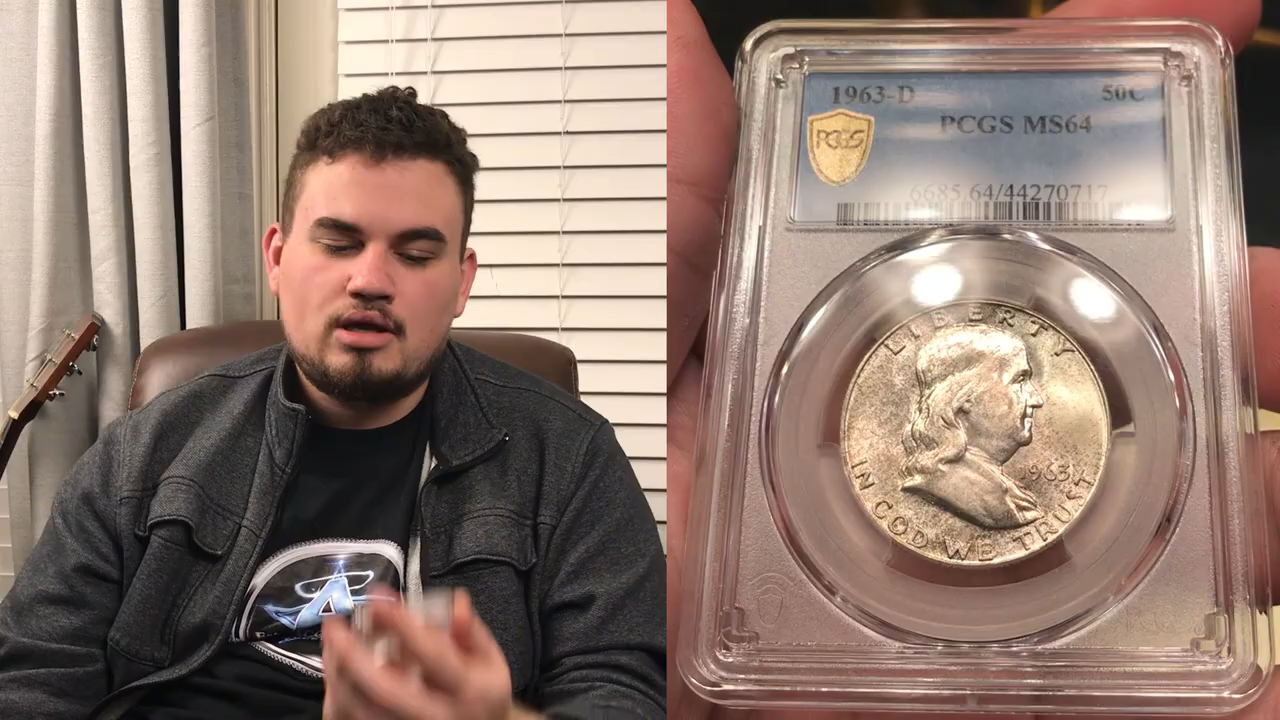 1963-D 50C
PCGS MS64
PCGS
6685.64/44270717
LIBERTY
1963
IN GOD WE TRUST